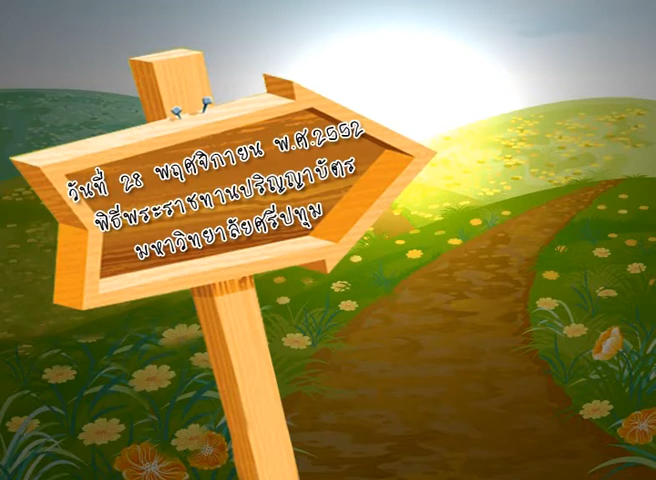 วันที่ 28 พฤศจิกายน พ.ศ.2552
พิธีพระราชทานปริญญาบัตร
มหาวิทยาลัยศรีปทุม